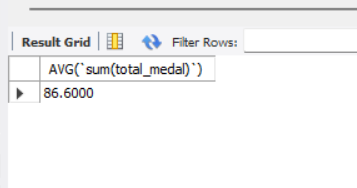 Result Grid Filter Rows:
AVG(`sum(total_medal)`)
86.6000